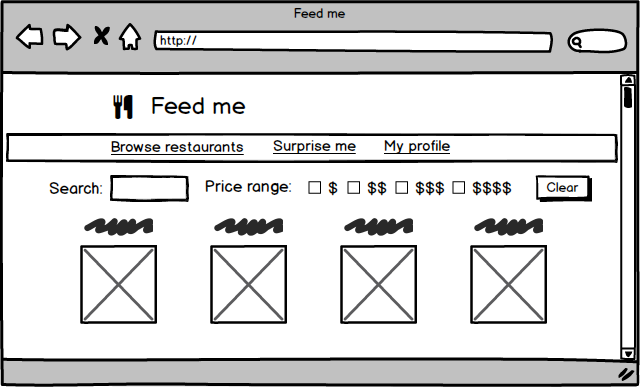 Feed me
http://
Feed me
Browse restaurants Surprise me My profile
Search: Price range: $ $$ $$$ $$$$ Clear